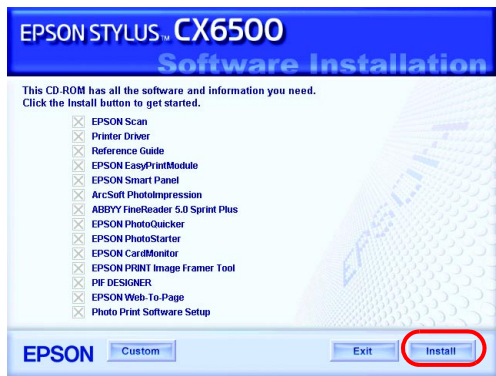 EPSON STYLUS™ CX6500
Software Installation
This CD-ROM has all the software and information you need.
Click the Install button to get started.
EPSON Scan
Printer Driver
Reference Guide
EPSON EasyPrintModule
EPSON Smart Panel
ArcSoft PhotoImpression
ABBYY FineReader 5.0 Sprint Plus
EPSON PhotoQuicker
EPSON PhotoStarter
EPSON CardMonitor
EPSON PRINT Image Framer Tool
PIF DESIGNER
EPSON Web-To-Page
Photo Print Software Setup
EPSON
EPSON Custom Exit Install